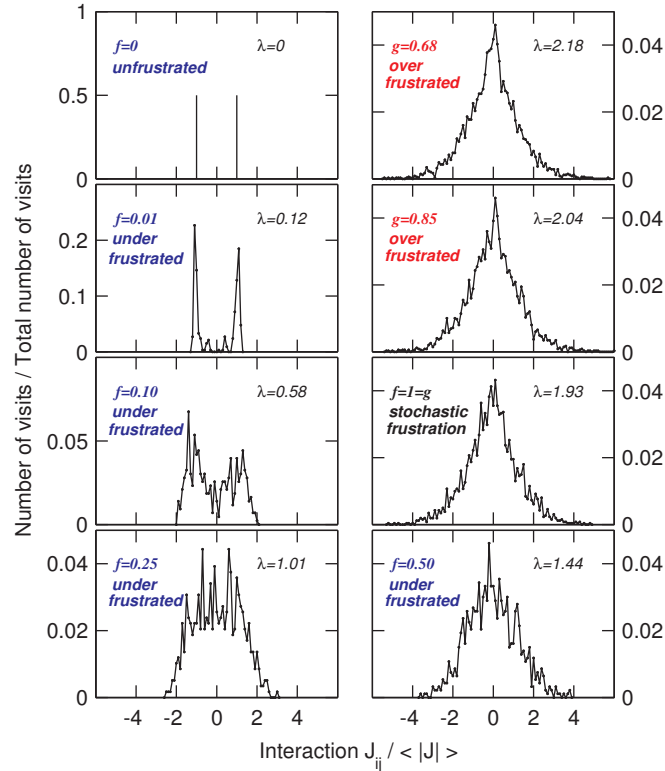 Number of visits / Total number of visits
1
0.5
0
f=0
unfrustrated
λ=0
0.2
0.1
0
f=0.01
under
frustrated
λ=0.12
0.05
0
f=0.10
under
frustrated
λ=0.58
0.04
0.02
0
f=0.25
under
frustrated
λ=1.01
-4 -2 0 2 4
g=0.68
over
frustrated
λ=2.18
0.04
0.02
0
g=0.85
over
frustrated
λ=2.04
0.04
0.02
0
f=1=g
stochastic
frustration
λ=1.93
0.04
0.02
0
f=0.50
under
frustrated
λ=1.44
0.04
0.02
0
-4 -2 0 2 4
Interaction J_ij / < |J| >